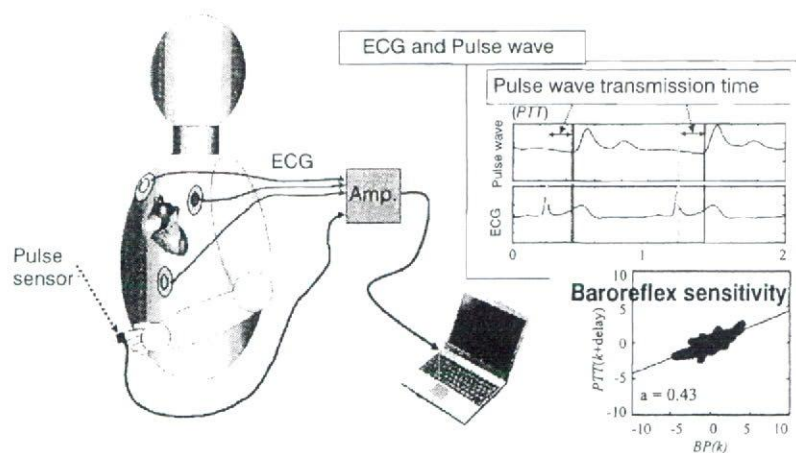 ECG and Pulse wave
Pulse wave transmission time
(PTT)
Pulse wave
ECG
0
1
2
ECG
Amp.
Pulse
sensor
Baroreflex sensitivity
PTT(k+delay)
10
5
0
-5
-10
a = 0.43
-10
-5
0
5
10
BP(k)